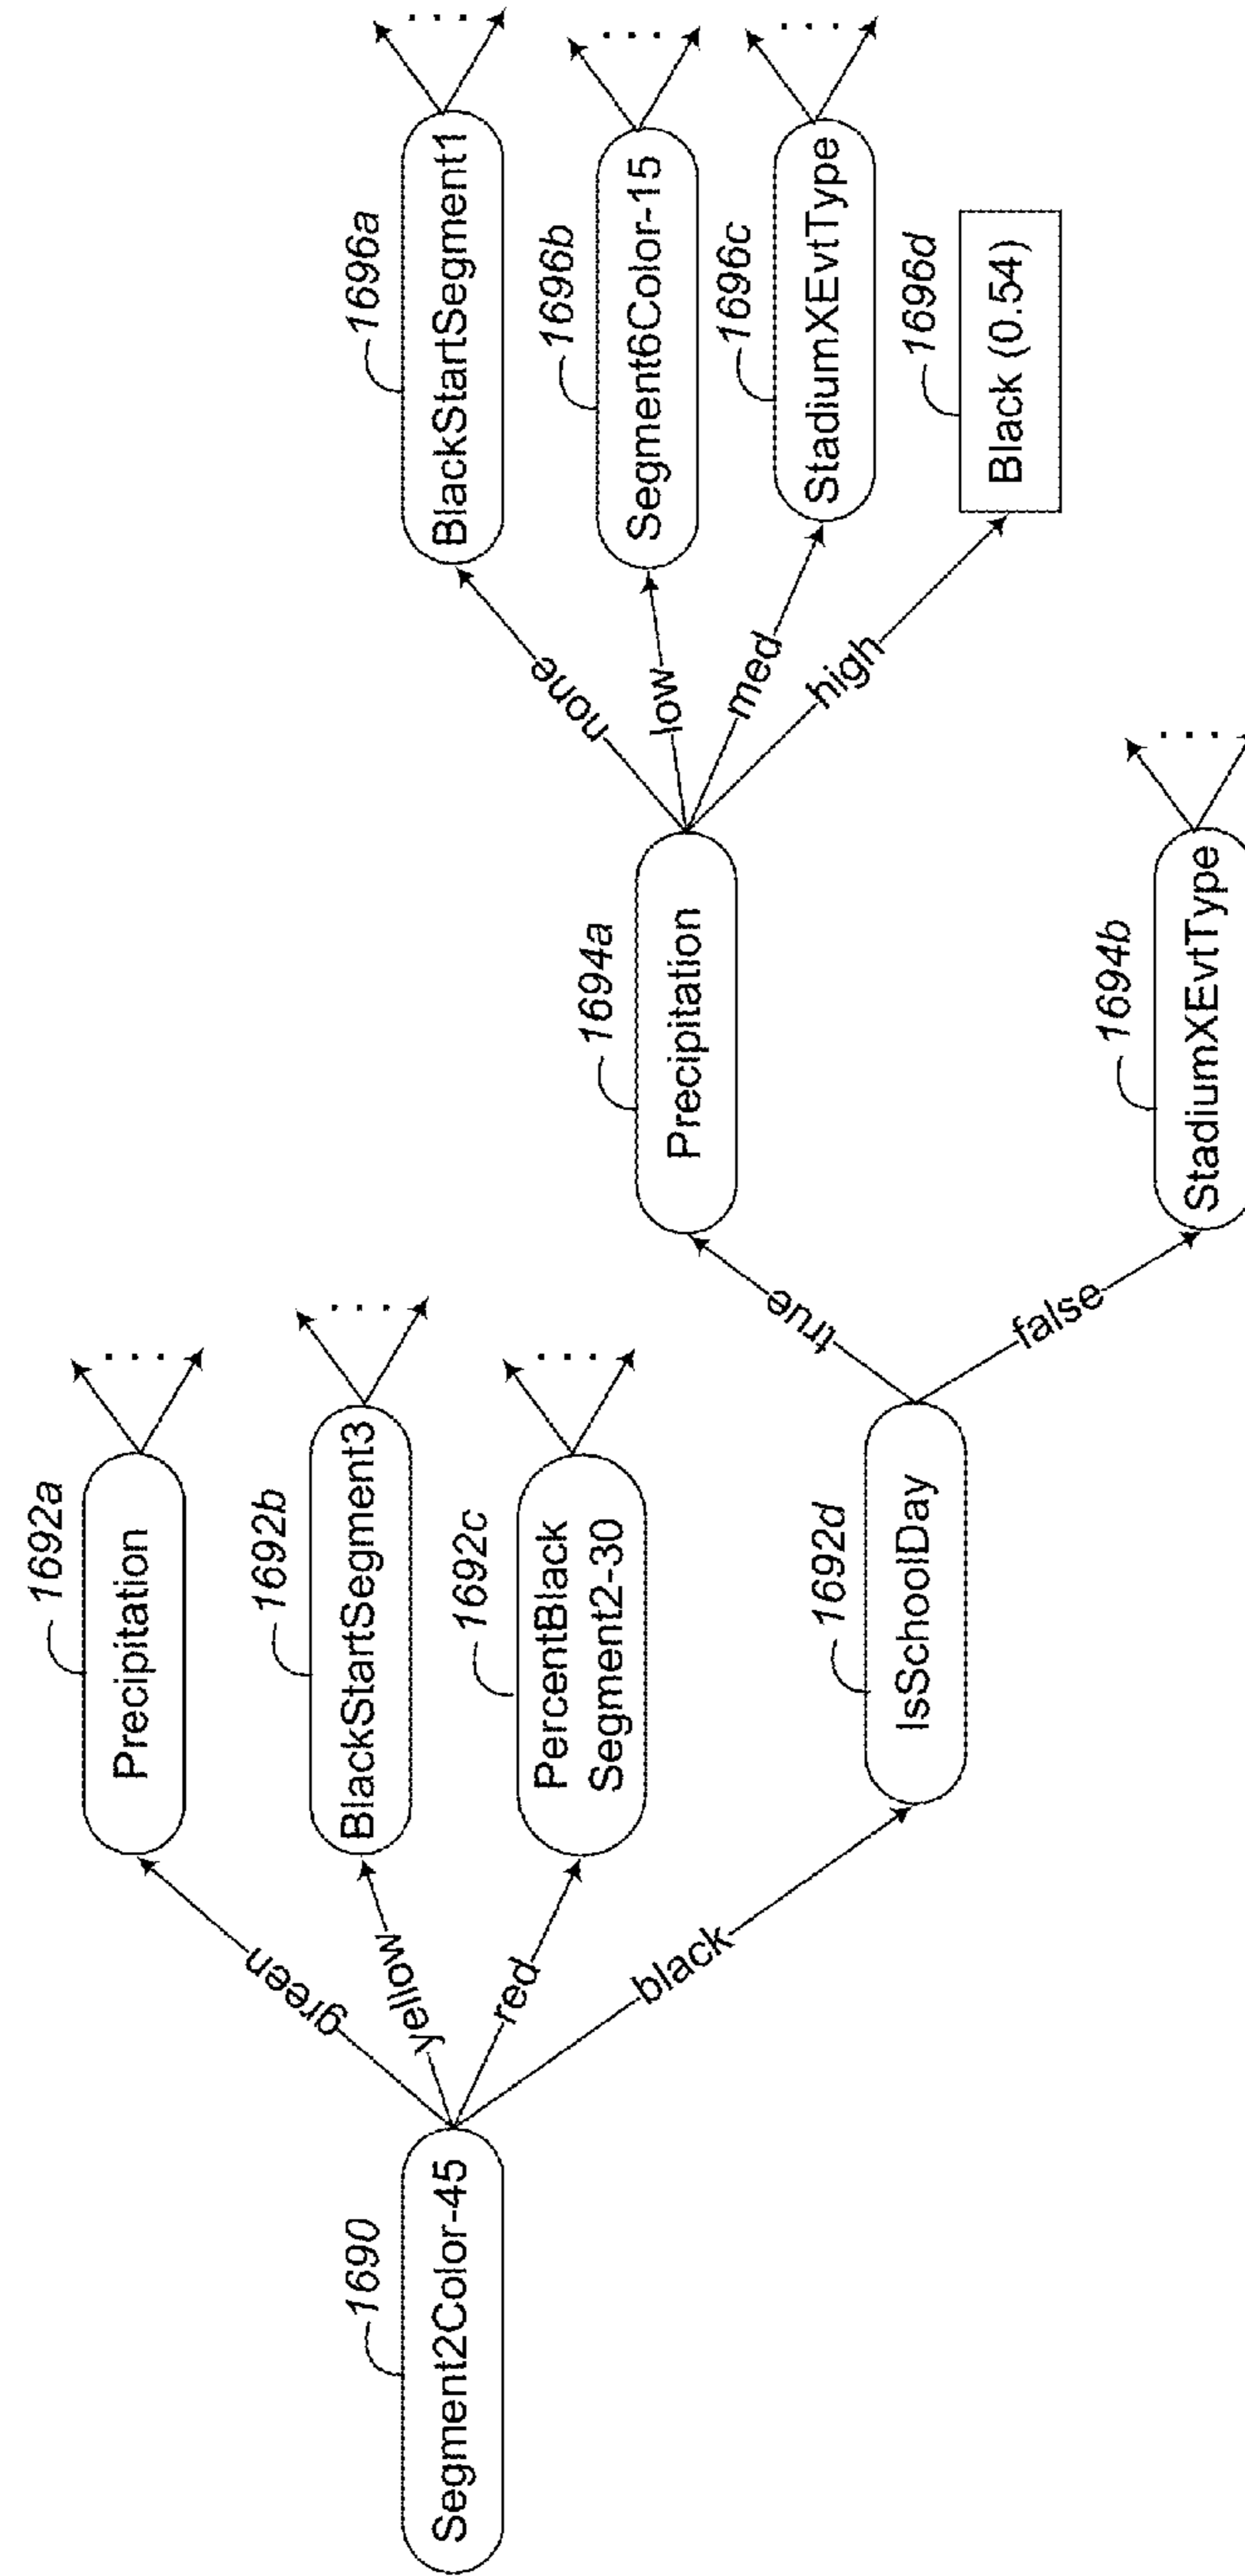 1690
Segment2Color-45
green
yellow
red
black
1692a
Precipitation
1692b
BlackStartSegment3
1692c
PercentBlack
Segment2-30
1692d
IsSchoolDay
true
false
1694a
Precipitation
1694b
StadiumXEvtType
none
low
med
high
1696a
BlackStartSegment1
1696b
Segment6Color-15
1696c
StadiumXEvtType
1696d
Black (0.54)